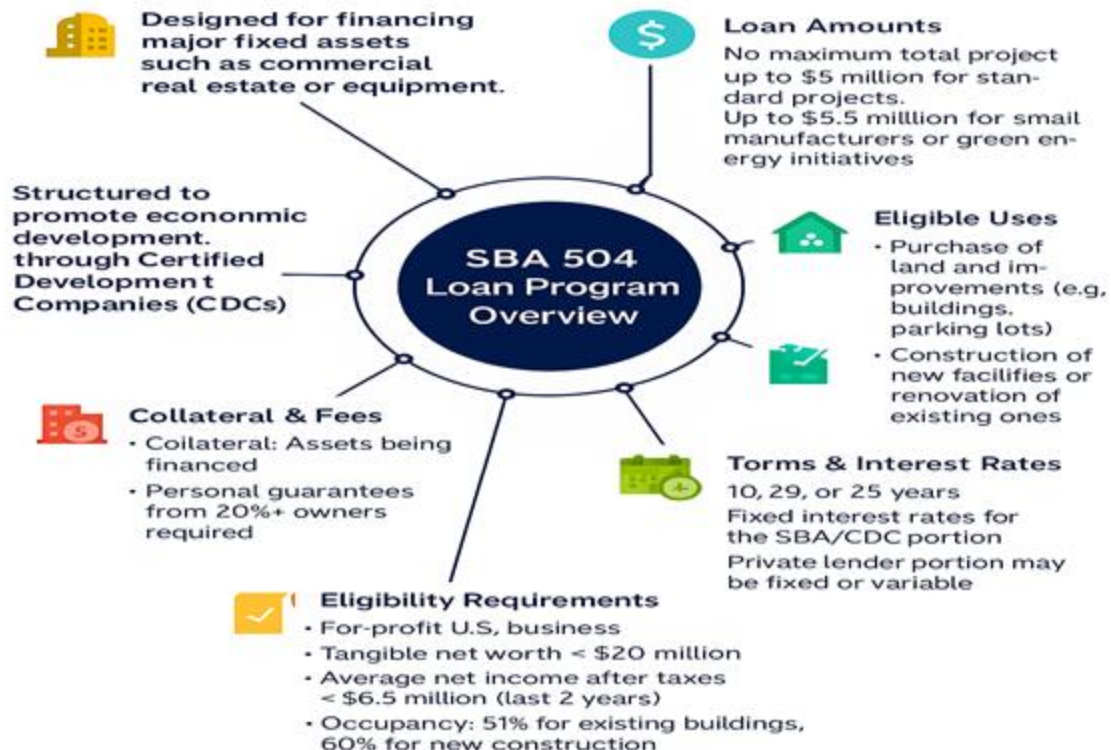 Designed for financing
major fixed assets
such as commercial
real estate or equipment.
Loan Amounts
No maximum total project
up to $5 million for stan-
dard projects.
Up to $5.5 milllion for smail
manufacturers or green en-
ergy initiatives
Structured to
promote econonmic
development.
through Certified
Developmen t
Companies (CDCs)
SBA 504
Loan Program
Overview
Eligible Uses
• Purchase of
land and im-
provements (e.g,
buildings.
parking lots)
• Construction of
new facilifies or
renovation of
existing ones
Collateral & Fees
• Coilateral: Assets being
financed
• Personal guarantees
from 20%+ owners
required
Torms & Interest Rates
10, 29, or 25 years
Fixed interest rates for
the SBA/CDC portion
Private lender portion may
be fixed or variable
Eligibility Requirements
• For-profit U.S, business
• Tangible net worth < $20 million
• Average net income after taxes
< $6.5 million (last 2 years)
• Occupancy: 51% for existing buildings,
60% for new construction